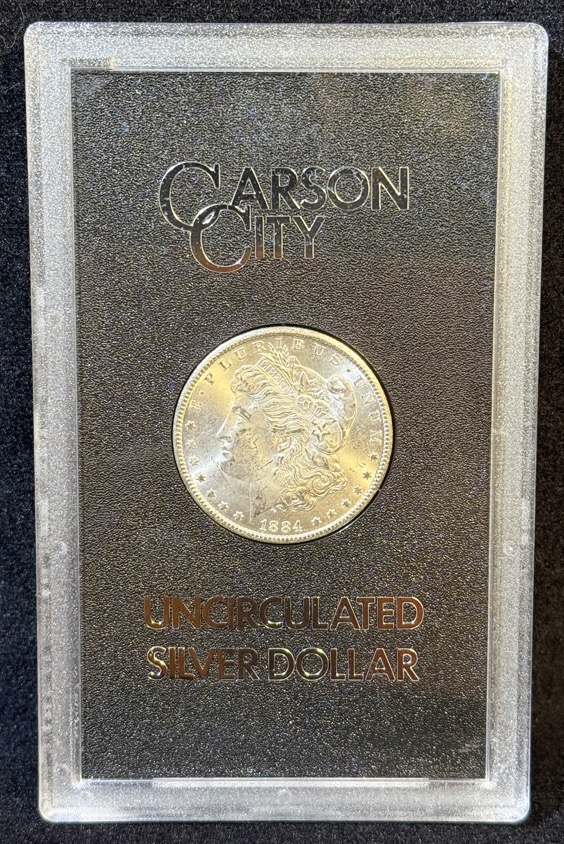 CARSON
CITY
E·PLURIBUS·UNUM
1884
UNCIRCULATED
SILVER DOLLAR